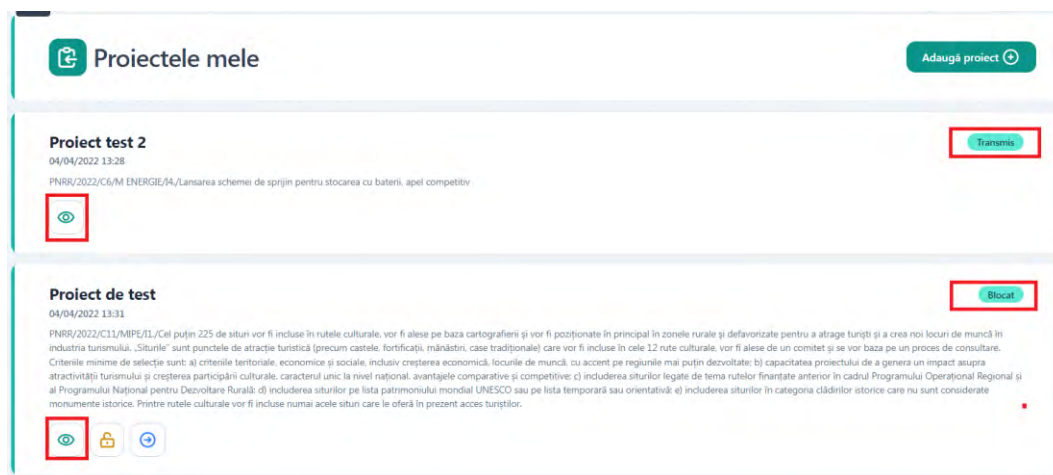 Proiectele mele
Adaugă proiect
Proiect test 2
Transmis
04/04/2022 13:28
PNRR/2022/C6/M ENERGIE/I4./Lansarea schemei de sprijin pentru stocarea cu baterii, apel competitiv
Proiect de test
Blocat
04/04/2022 13:31
PNRR/2022/C11/MIPE/I1./Cel puțin 225 de situri vor fi incluse în rutele culturale, vor fi alese pe baza cartografierii și vor fi poziționate în principal în zonele rurale și defavorizate pentru a atrage turiști și a crea noi locuri de muncă în
industria turismului. „Siturile” sunt punctele de atracție turistică (precum castele, fortificații, mănăstiri, case tradiționale) care vor fi incluse în cele 12 rute culturale, vor fi alese de un comitet și se vor baza pe un proces de consultare.
Criteriile minime de selecție sunt: a) criteriile teritoriale, economice și sociale, inclusiv creșterea economică, locurile de muncă, cu accent pe regiunile mai puțin dezvoltate; b) capacitatea proiectului de a genera un impact asupra
atractivității turismului și creșterea participării culturale, caracterul unic la nivel național, avantajele comparative și competitive; c) includerea siturilor legate de tema rutelor finanțate anterior în cadrul Programului Operațional Regional și
al Programului Național pentru Dezvoltare Rurală; d) includerea siturilor pe lista patrimoniului mondial UNESCO sau pe lista temporară sau orientativă; e) includerea siturilor în categoria clădirilor istorice care nu sunt considerate
monumente istorice. Printre rutele culturale vor fi incluse numai acele situri care le oferă în prezent acces turiștilor.